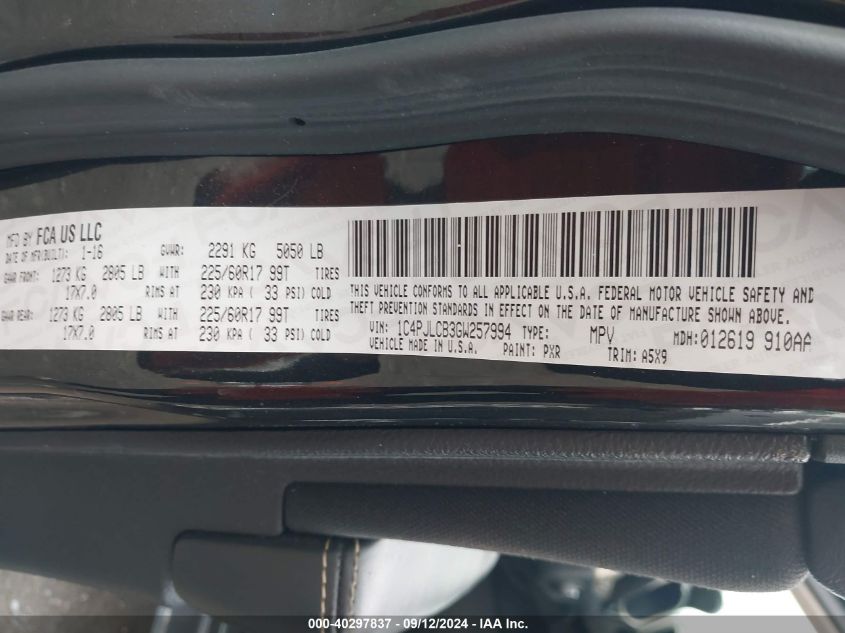 MFD BY FCA US LLC
DATE OF MFR(BUILT): 1-16 GVWR: 2291 KG 5050 LB
GAWR FRONT: 1273 KG 2805 LB WITH 225/60R17 99T TIRES
17X7.0 RIMS AT 230 KPA ( 33 PSI) COLD
GAWR REAR: 1273 KG 2805 LB WITH 225/60R17 99T TIRES
17X7.0 RIMS AT 230 KPA ( 33 PSI) COLD
THIS VEHICLE CONFORMS TO ALL APPLICABLE U.S.A. FEDERAL MOTOR VEHICLE SAFETY AND
THEFT PREVENTION STANDARDS IN EFFECT ON THE DATE OF MANUFACTURE SHOWN ABOVE.
VIN: 1C4PJLCB3GW257994 TYPE: MPV MDH: 012619 910AA
VEHICLE MADE IN U.S.A. PAINT: PXR TRIM: A5X9
000-40297837 - 09/12/2024 - IAA Inc.